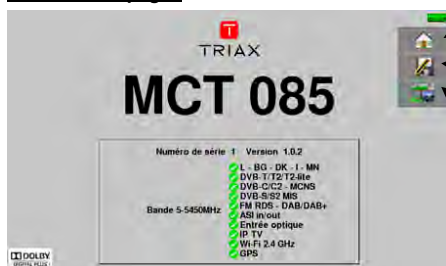 TRIAX
MCT 085
Numéro de série 1 Version 1.0.2
L - BG - DK - I - MN
DVB-T/T2/T2-lite
DVB-C/C2 - MCNS
DVB-S/S2 MIS
Bande 5-5450MHz
FM RDS - DAB/DAB+
ASI in/out
Entrée optique
IP TV
Wi-Fi 2.4 GHz
GPS
DOLBY
DIGITAL PLUS